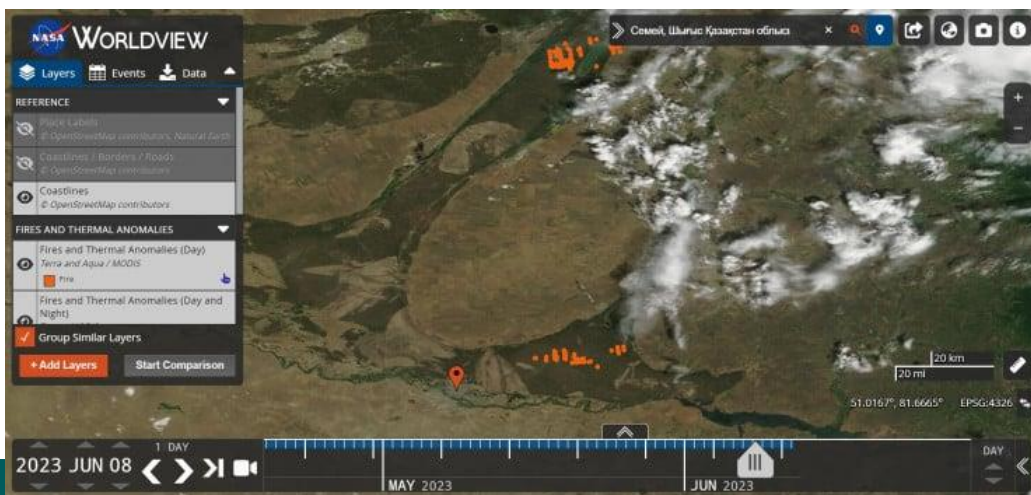 NASA WORLDVIEW
Layers Events Data
REFERENCE
Place Labels
© OpenStreetMap contributors, Natural Earth
Coastlines / Borders / Roads
© OpenStreetMap contributors
Coastlines
© OpenStreetMap contributors
FIRES AND THERMAL ANOMALIES
Fires and Thermal Anomalies (Day)
Terra and Aqua / MODIS
Fire
Fires and Thermal Anomalies (Day and Night)
Group Similar Layers
+ Add Layers Start Comparison
Семей, Шығыс Қазақстан облысы
20 km
20 mi
51.0167°, 81.6665° EPSG:4326
1 DAY
2023 JUN 08
MAY 2023
JUN 2023
DAY